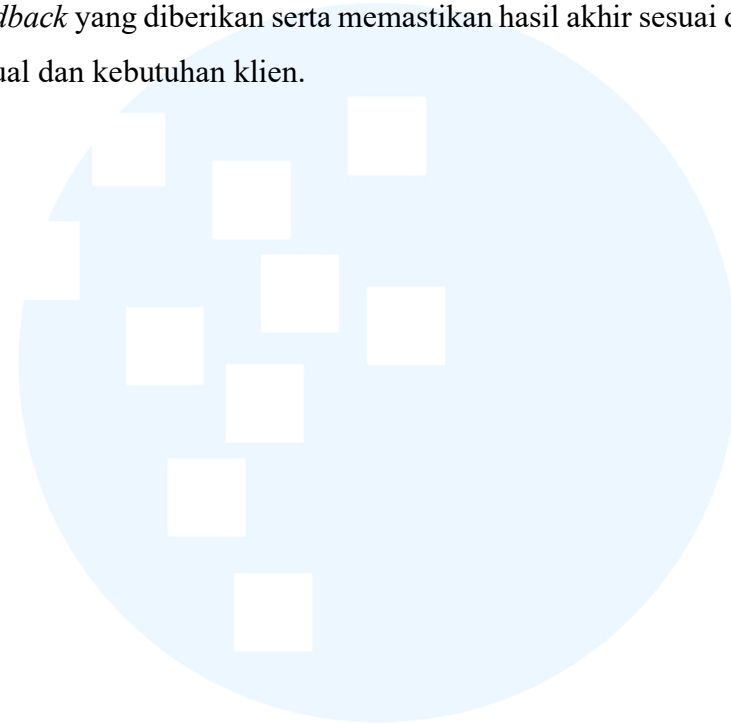 dback yang diberikan serta memastikan hasil akhir sesuai
ual dan kebutuhan klien.